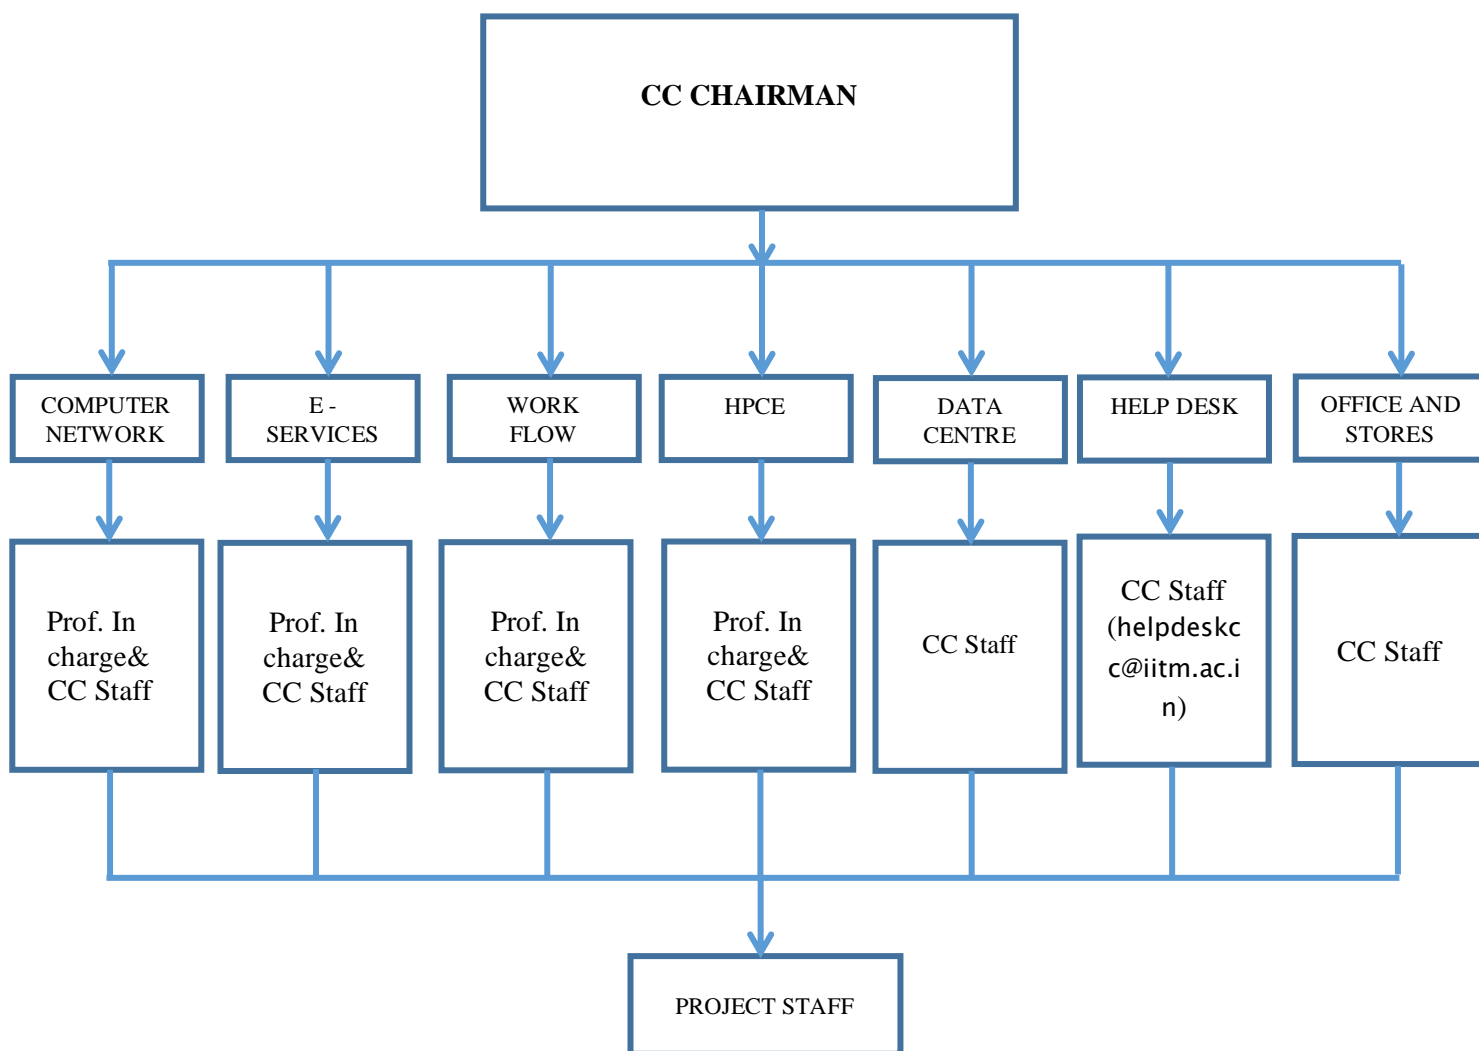 CC CHAIRMAN
COMPUTER
NETWORK
E -
SERVICES
WORK
FLOW
HPCE
DATA
CENTRE
HELP DESK
OFFICE AND
STORES
Prof. In
charge&
CC Staff
Prof. In
charge&
CC Staff
Prof. In
charge&
CC Staff
Prof. In
charge&
CC Staff
CC Staff
CC Staff
(helpdeskc
c@iitm.ac.i
n)
CC Staff
PROJECT STAFF